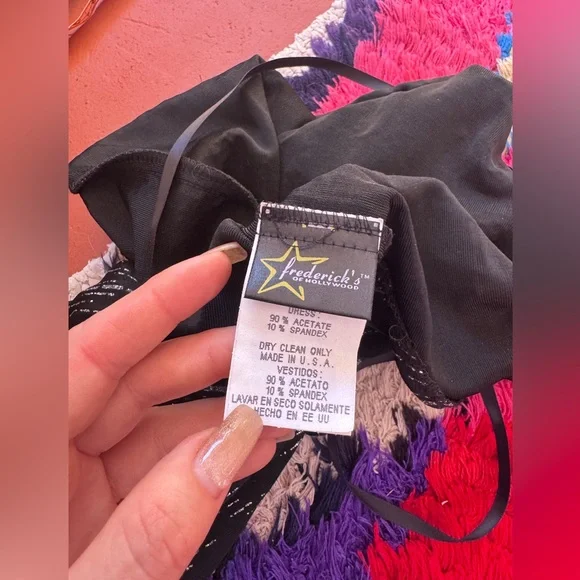 frederick's™
OF HOLLYWOOD
DRESS:
90% ACETATE
10% SPANDEX
DRY CLEAN ONLY
MADE IN U.S.A.
VESTIDOS:
90% ACETATO
10% SPANDEX
LAVAR EN SECO SOLAMENTE
HECHO EN EE UU